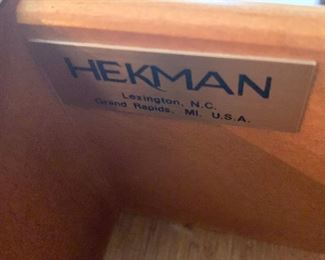 HEKMAN
Lexington, N.C.
Grand Rapids, MI. U.S.A.